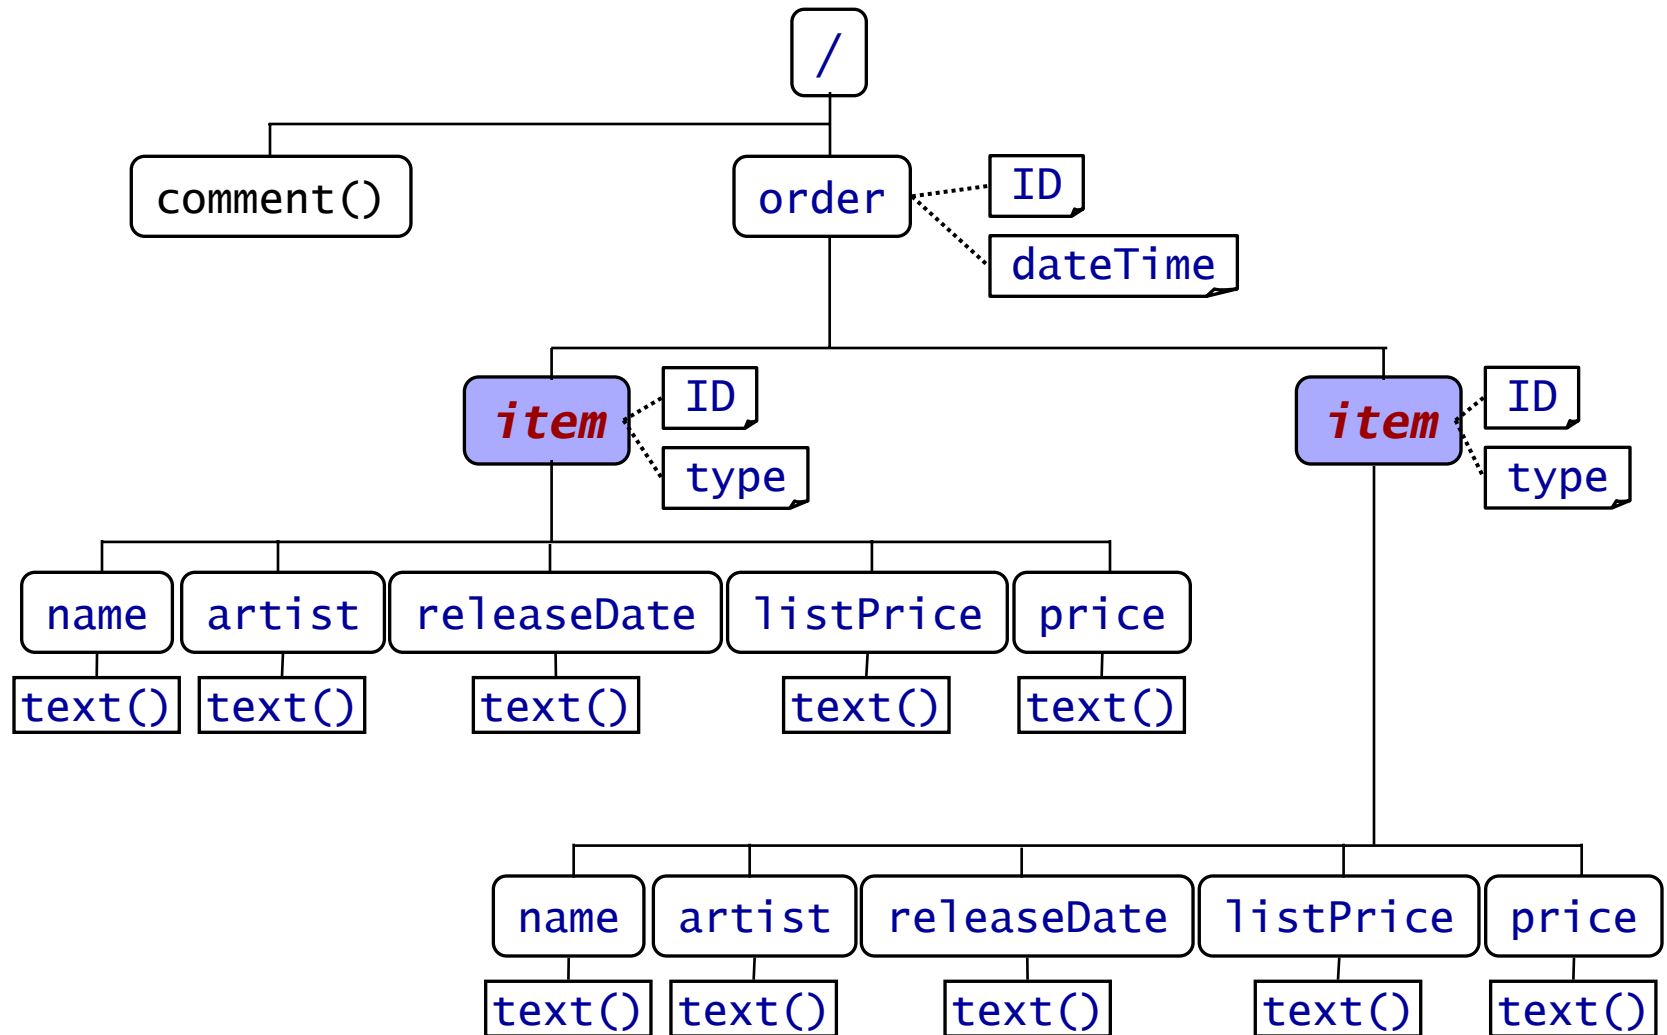 /
comment()
order
ID
dateTime
item
ID
type
item
ID
type
name
artist
releaseDate
listPrice
price
text()
text()
text()
text()
text()
name
artist
releaseDate
listPrice
price
text()
text()
text()
text()
text()